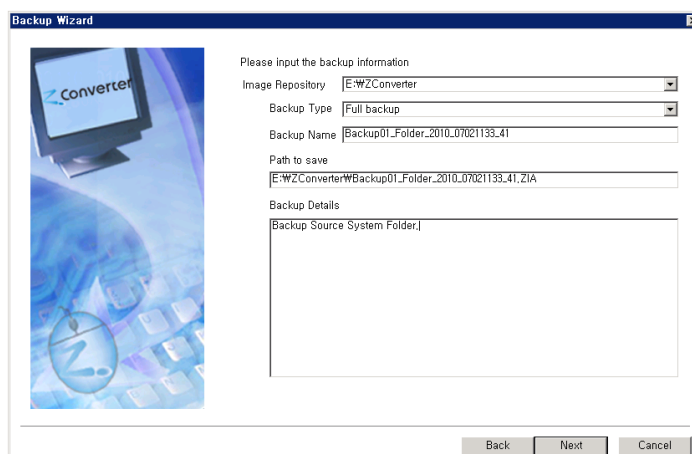 Backup Wizard
ZConverter
Please input the backup information
Image Repository E:₩ZConverter
Backup Type Full backup
Backup Name Backup01_Folder_2010_07021133_41
Path to save
E:₩ZConverter₩Backup01_Folder_2010_07021133_41.ZIA
Backup Details
Backup Source System Folder.
Z.
Back Next Cancel